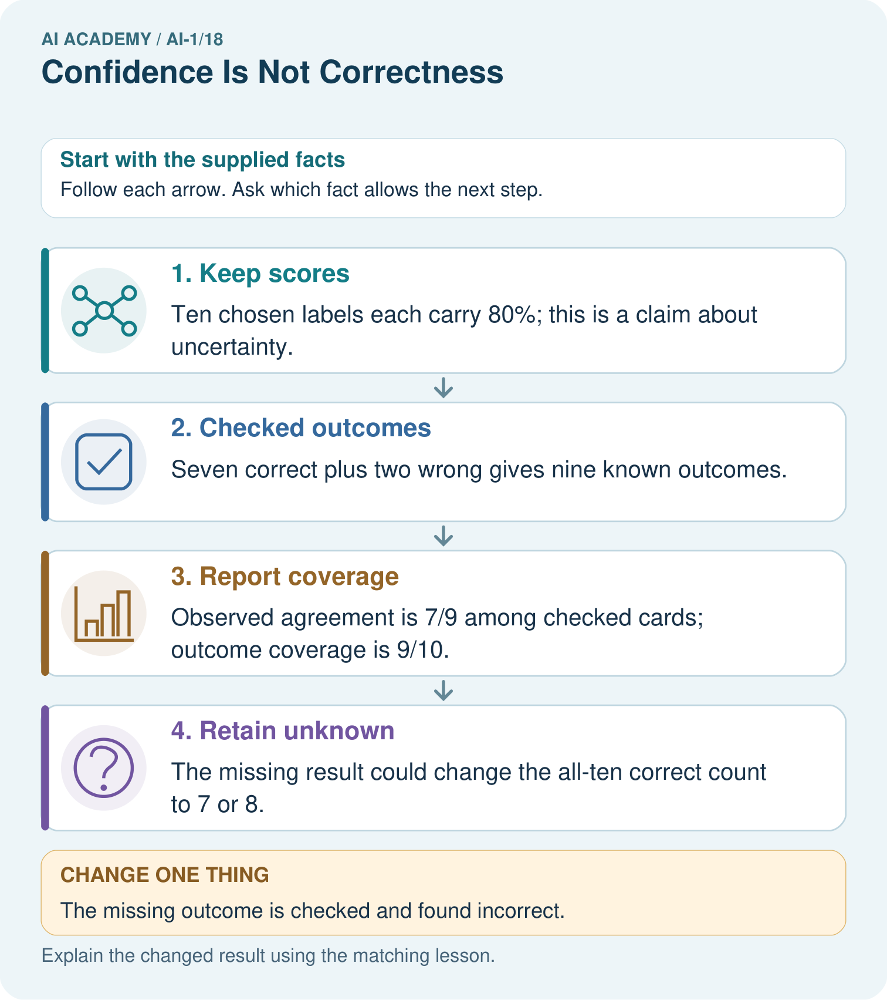 AI ACADEMY / AI-1/18
Confidence Is Not Correctness
Start with the supplied facts
Follow each arrow. Ask which fact allows the next step.
1. Keep scores
Ten chosen labels each carry 80%; this is a claim about
uncertainty.
2. Checked outcomes
Seven correct plus two wrong gives nine known outcomes.
3. Report coverage
Observed agreement is 7/9 among checked cards;
outcome coverage is 9/10.
4. Retain unknown
The missing result could change the all-ten correct count
to 7 or 8.
CHANGE ONE THING
The missing outcome is checked and found incorrect.
Explain the changed result using the matching lesson.